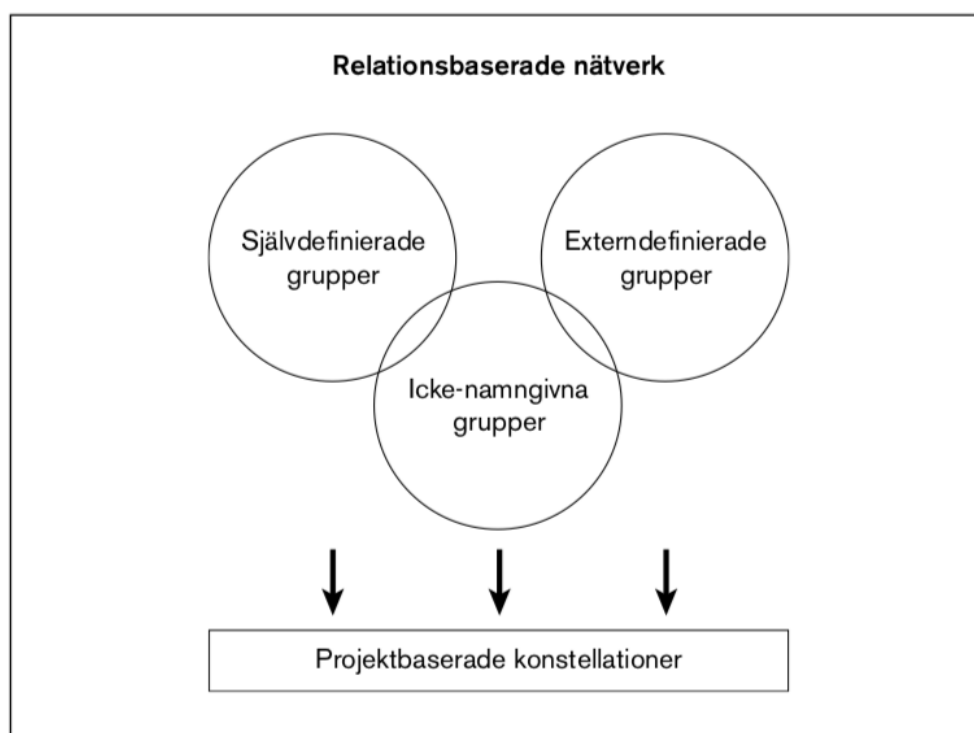 Relationsbaserade nätverk
Självdefinierade
grupper
Externdefinierade
grupper
Icke-namngivna
grupper
Projektbaserade konstellationer